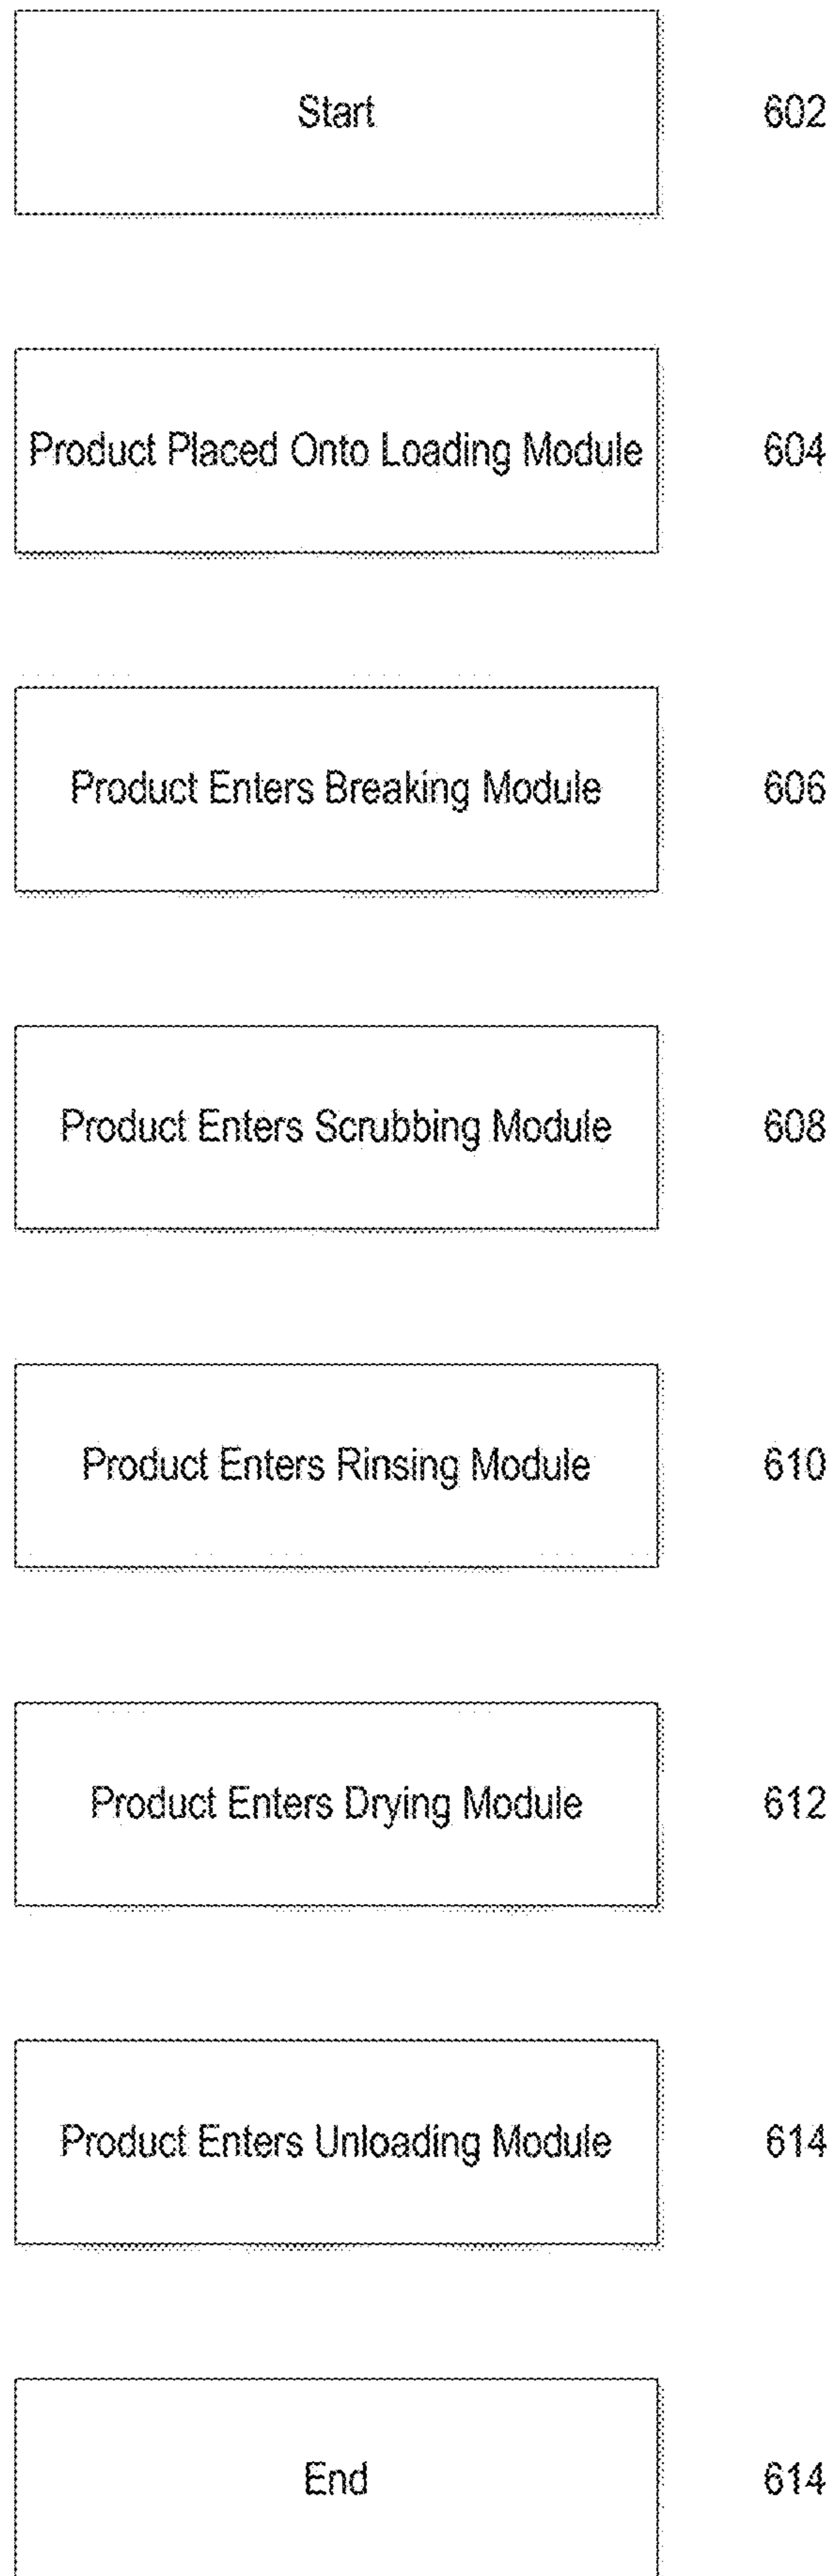 Start 602
Product Placed Onto Loading Module 604
Product Enters Breaking Module 606
Product Enters Scrubbing Module 608
Product Enters Rinsing Module 610
Product Enters Drying Module 612
Product Enters Unloading Module 614
End 614